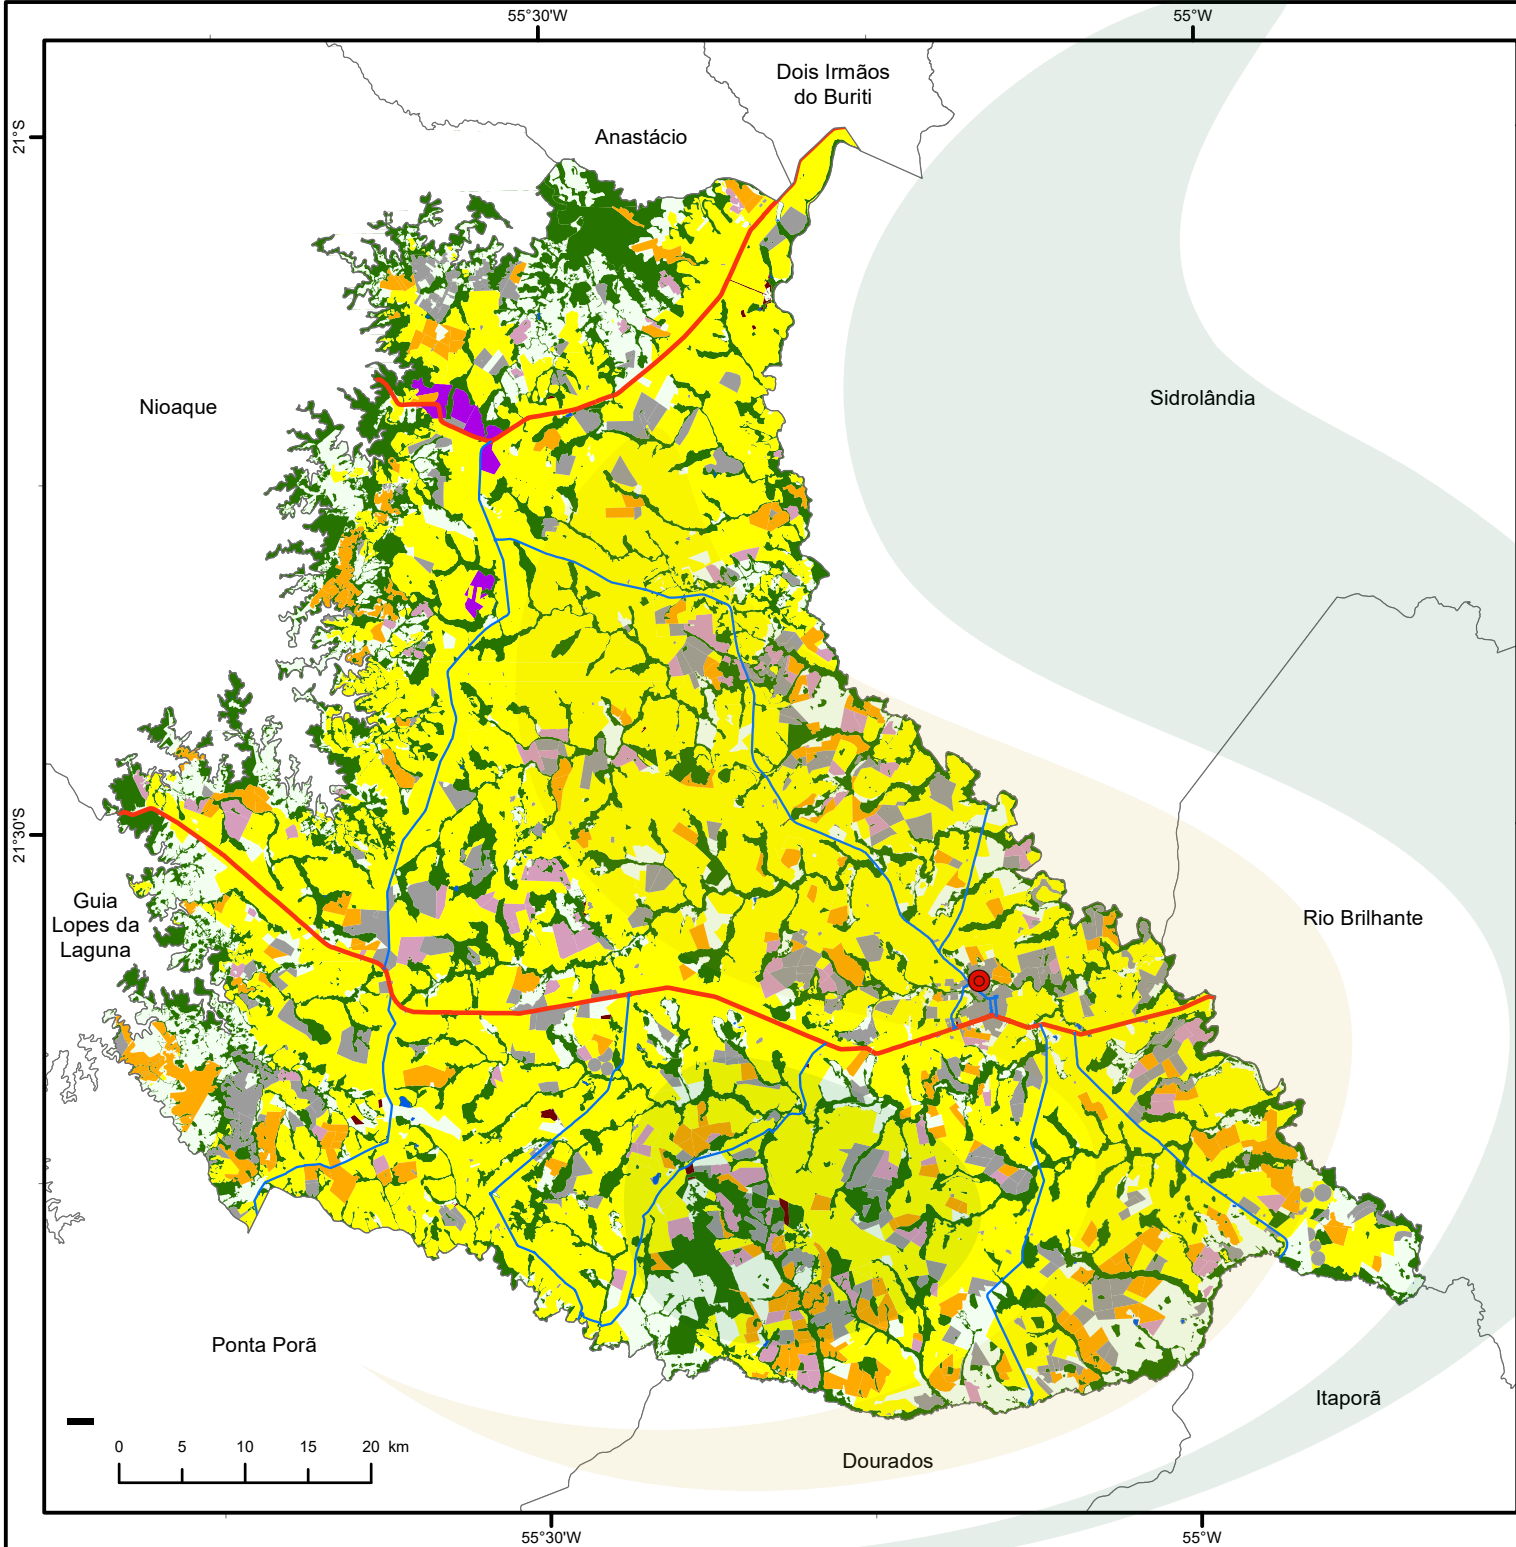 55°30'W
55°W
Dois Irmãos
do Buriti
Anastácio
21°S
Nioaque
Sidrolândia
21°30'S
Guia
Lopes da
Laguna
Rio Brilhante
Ponta Porã
Itaporã
Dourados
0 5 10 15 20 km
55°30'W
55°W